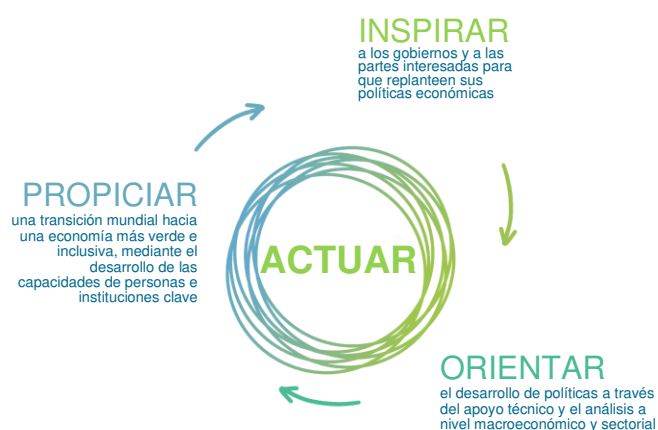 INSPIRAR
a los gobiernos y a las
partes interesadas para
que replanteen sus
políticas económicas
PROPICIAR
una transición mundial hacia
una economía más verde e
inclusiva, mediante el
desarrollo de las
capacidades de personas e
instituciones clave
ACTUAR
ORIENTAR
el desarrollo de políticas a través
del apoyo técnico y el análisis a
nivel macroeconómico y sectorial